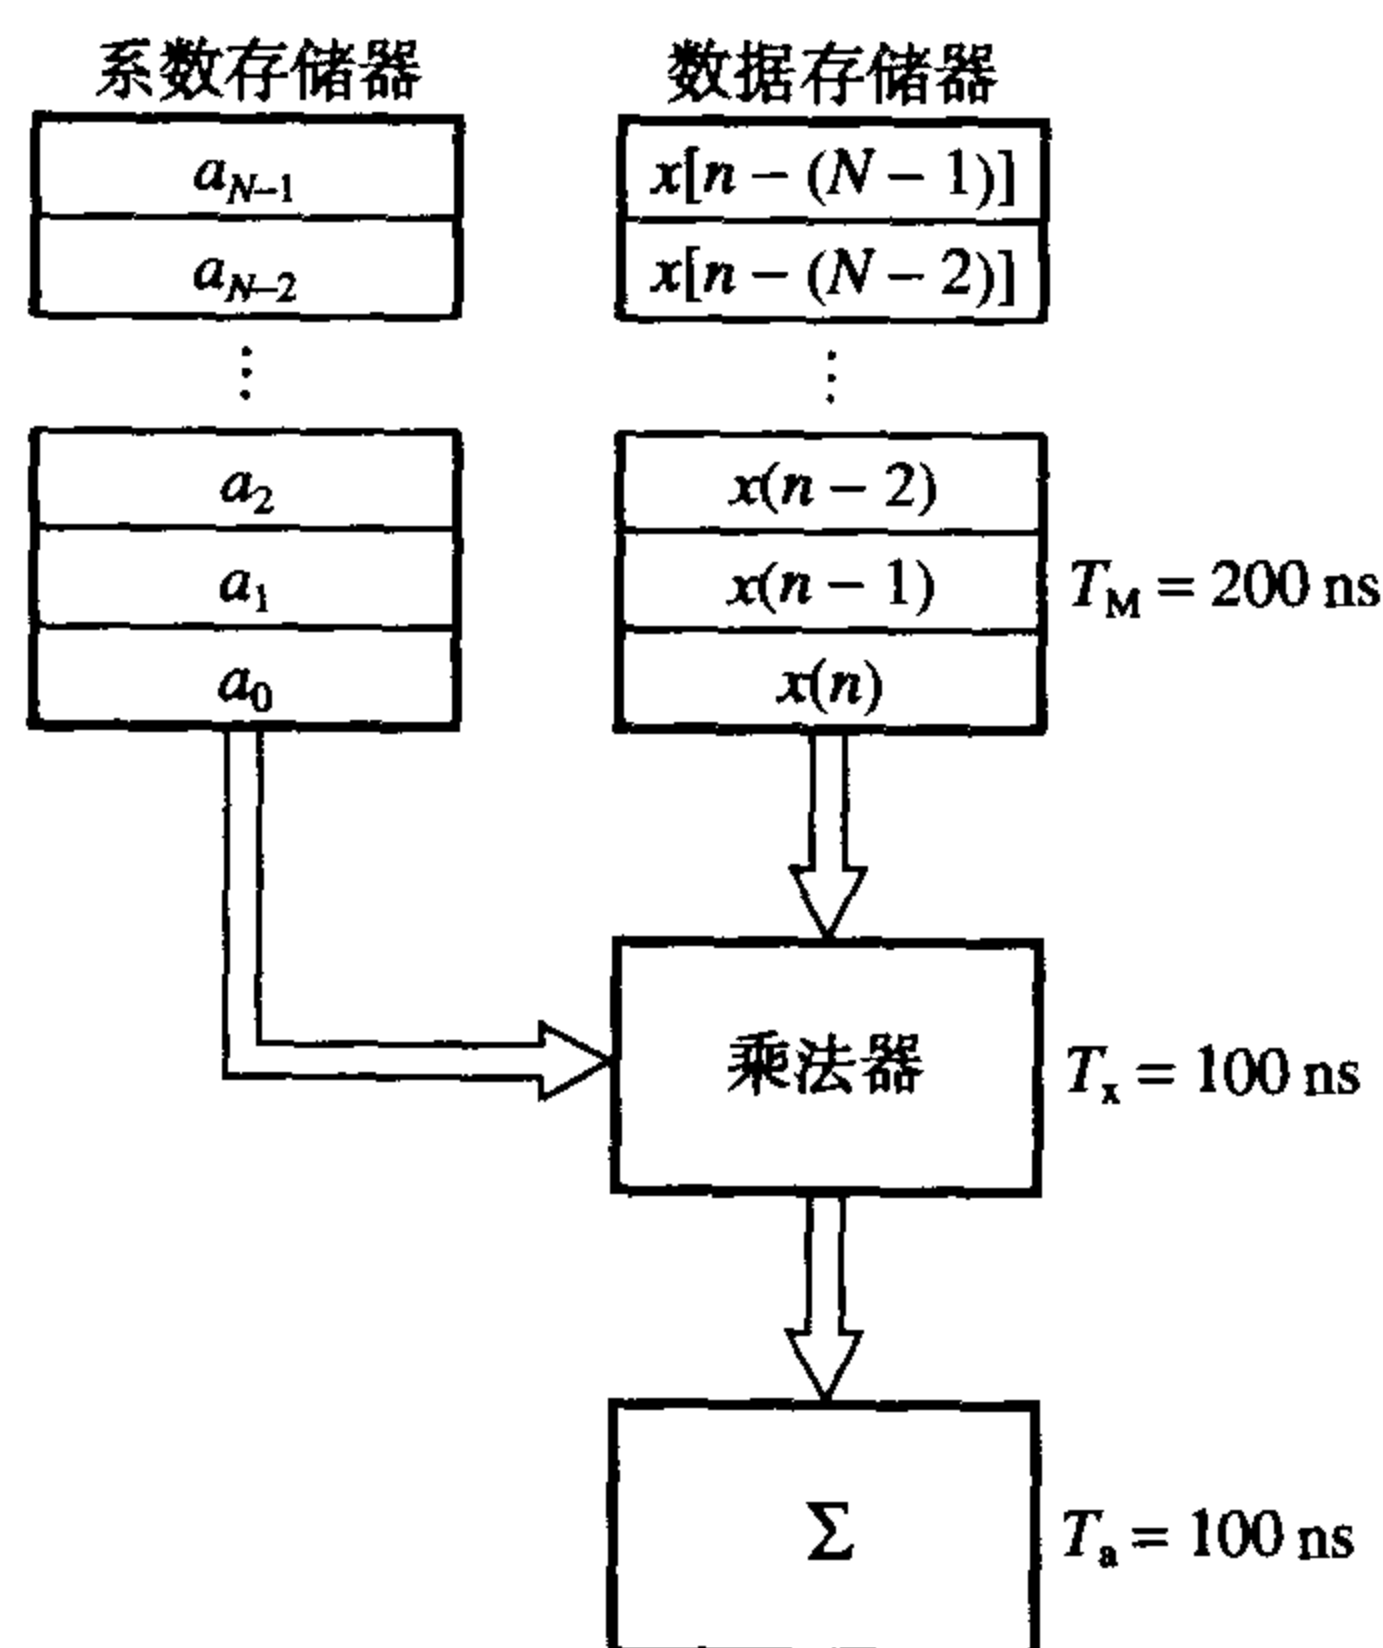 系数存储器
数据存储器
a_{N-1}
x[n - (N - 1)]
a_{N-2}
x[n - (N - 2)]
⋮
⋮
a_2
x(n - 2)
a_1
x(n - 1)
T_M = 200 ns
a_0
x(n)
乘法器
T_x = 100 ns
Σ
T_a = 100 ns